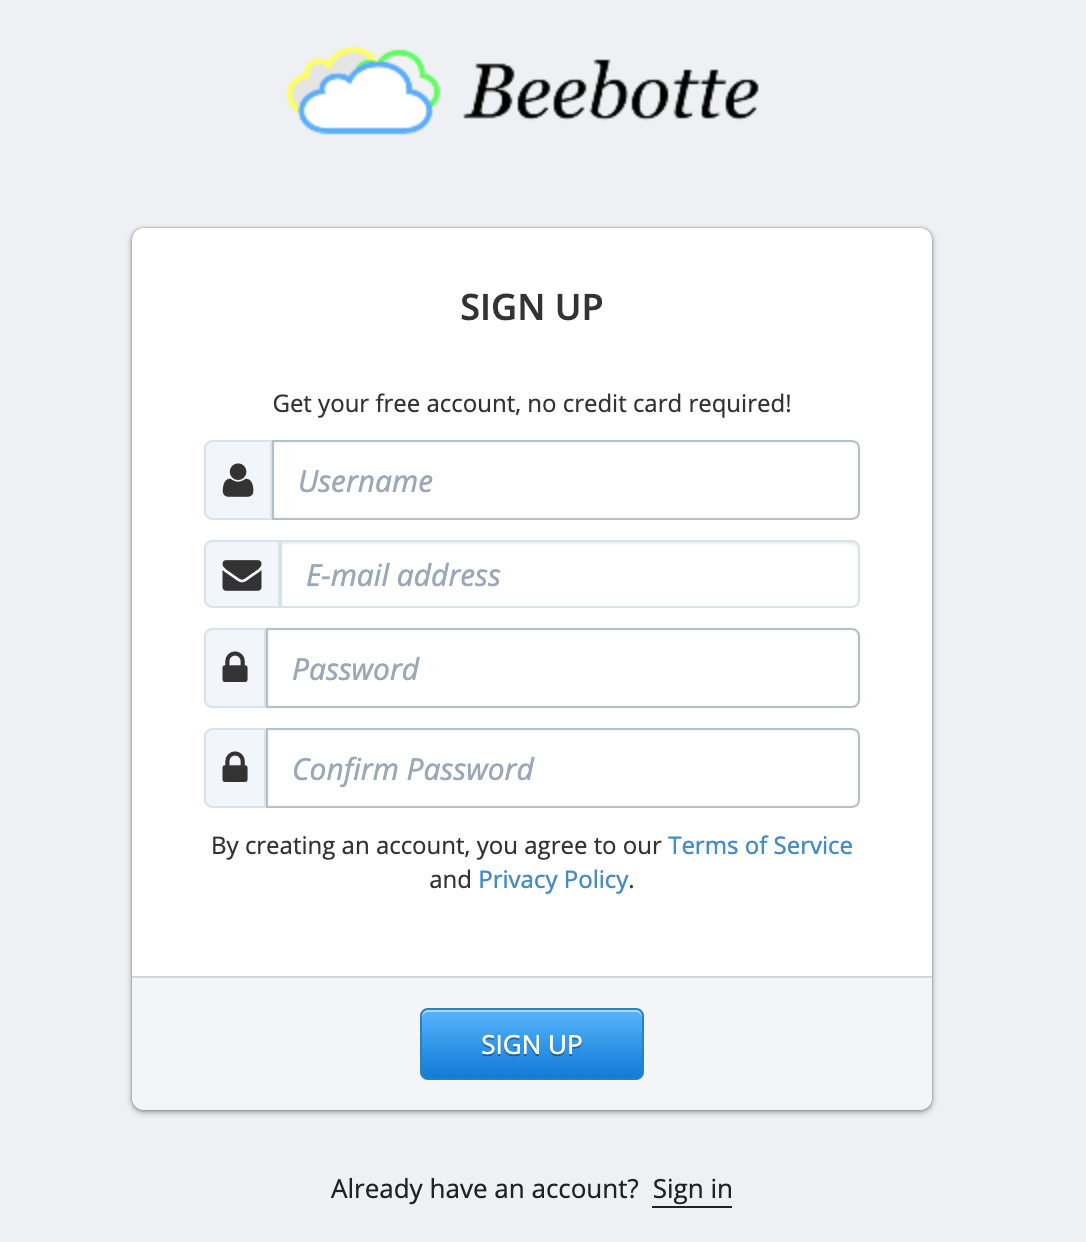 Beebotte
SIGN UP
Get your free account, no credit card required!
Username
E-mail address
Password
Confirm Password
By creating an account, you agree to our Terms of Service
and Privacy Policy.
SIGN UP
Already have an account? Sign in